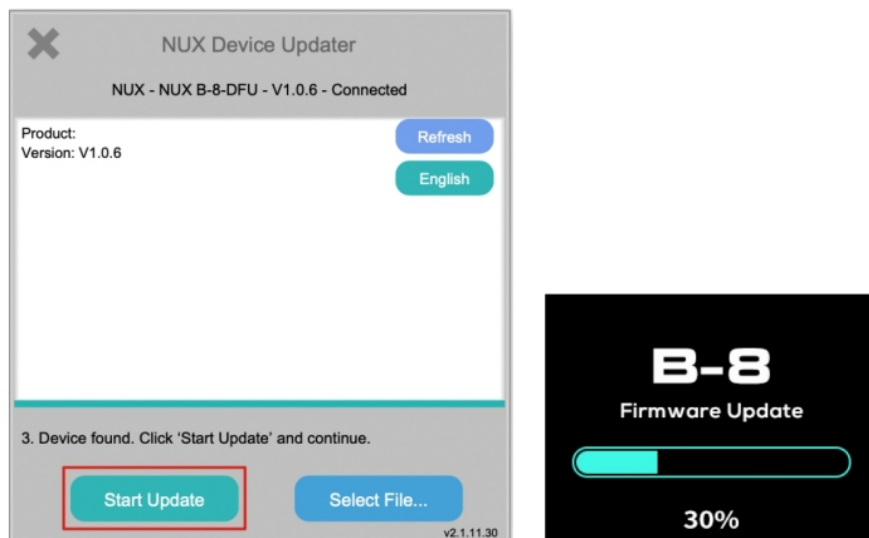 NUX Device Updater
NUX - NUX B-8-DFU - V1.0.6 - Connected
Product:
Refresh
Version: V1.0.6
English
3. Device found. Click ‘Start Update’ and continue.
Start Update
Select File...
v2.1.11.30
B-8
Firmware Update
30%